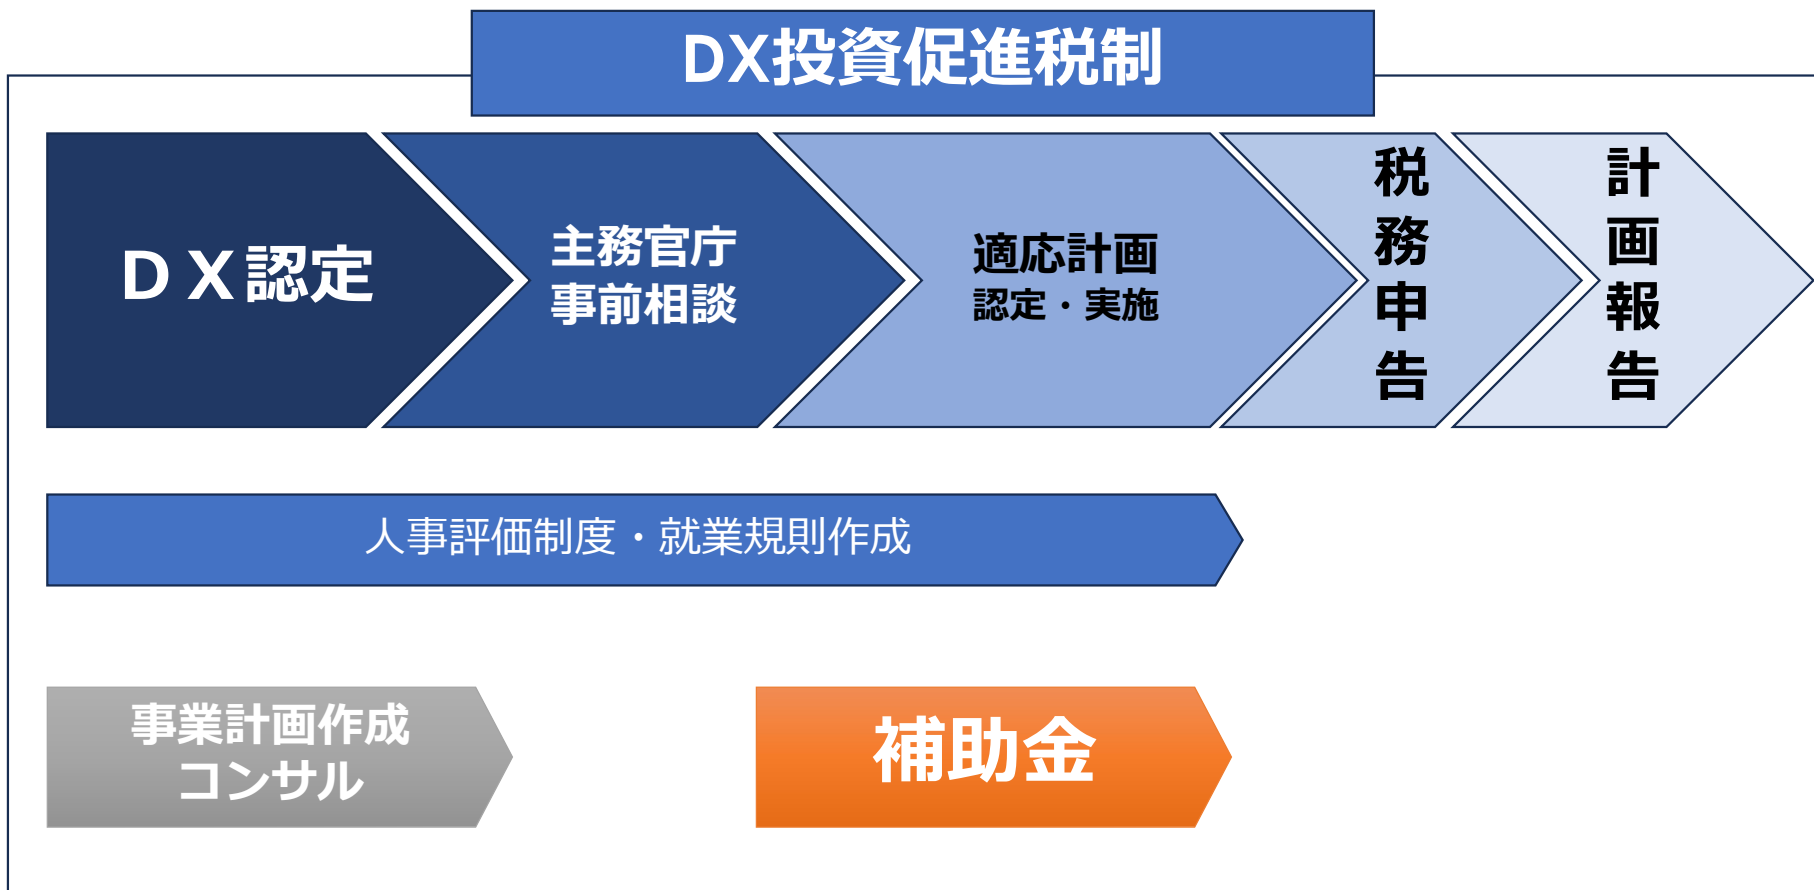 DX投資促進税制
ＤＸ認定
主務官庁
事前相談
適応計画
認定・実施
税務申告
計画報告
人事評価制度・就業規則作成
事業計画作成
コンサル
補助金